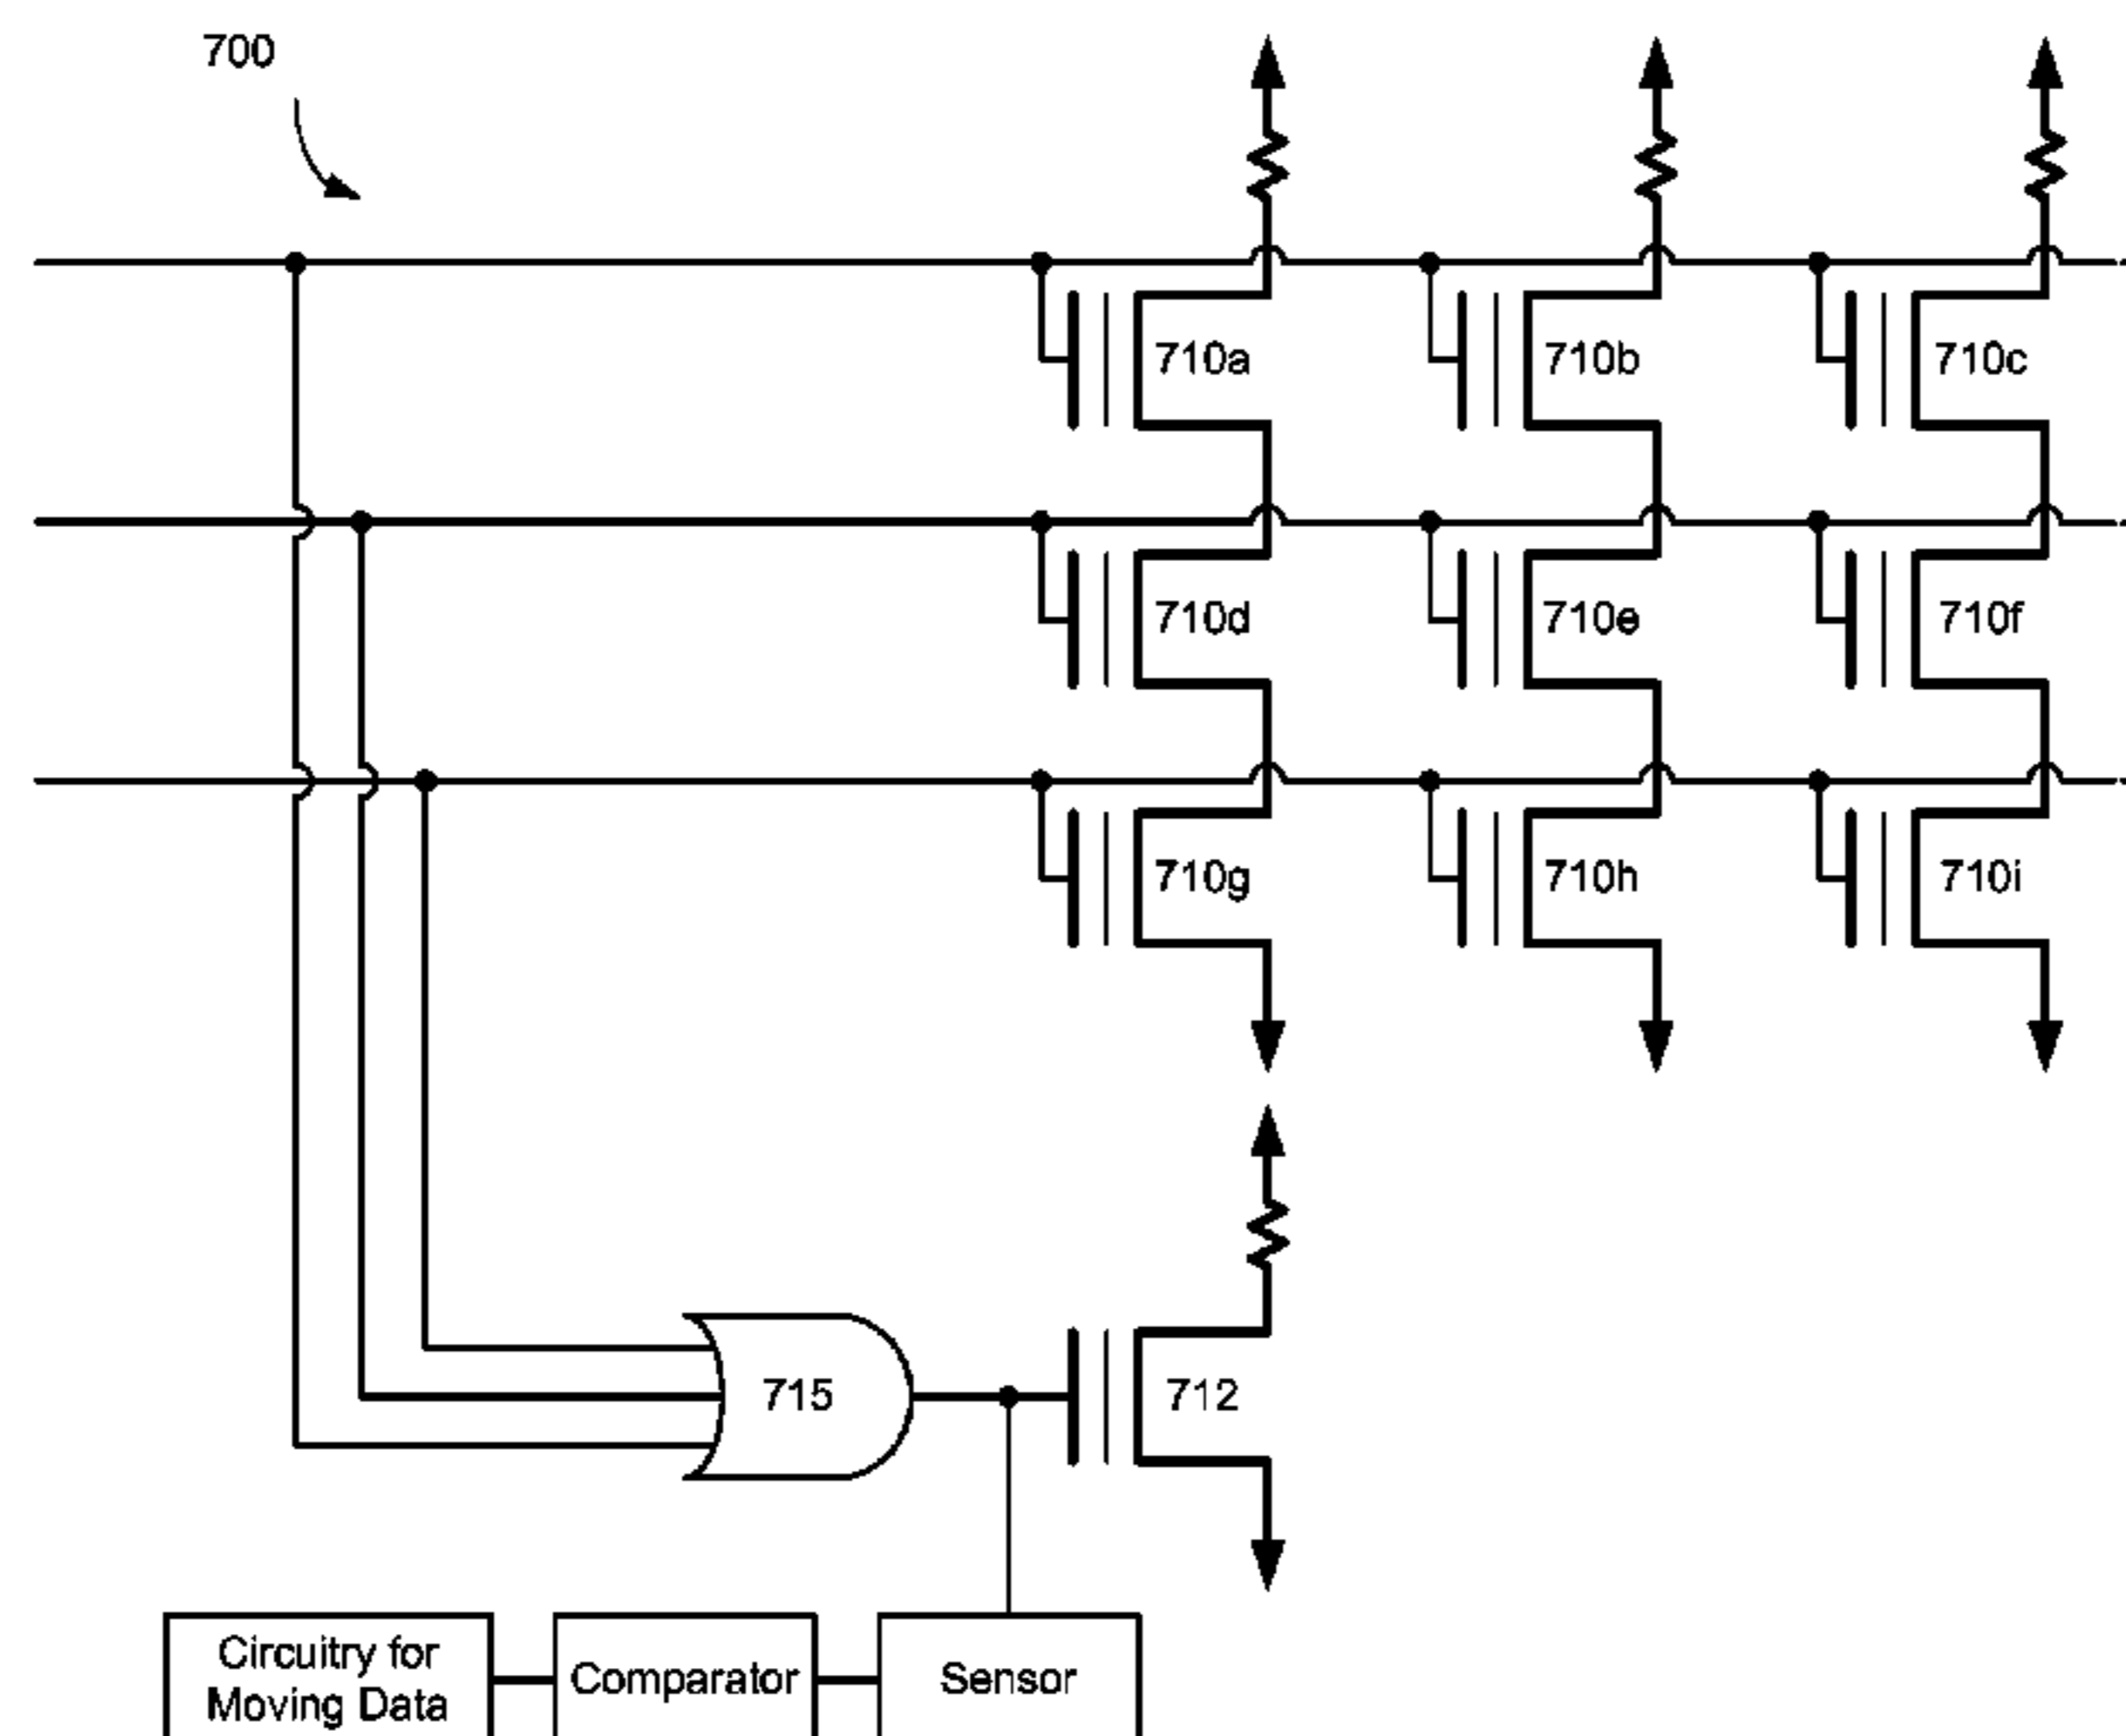 700
710a
710b
710c
710d
710e
710f
710g
710h
710i
715
712
Circuitry for
Moving Data
Comparator
Sensor